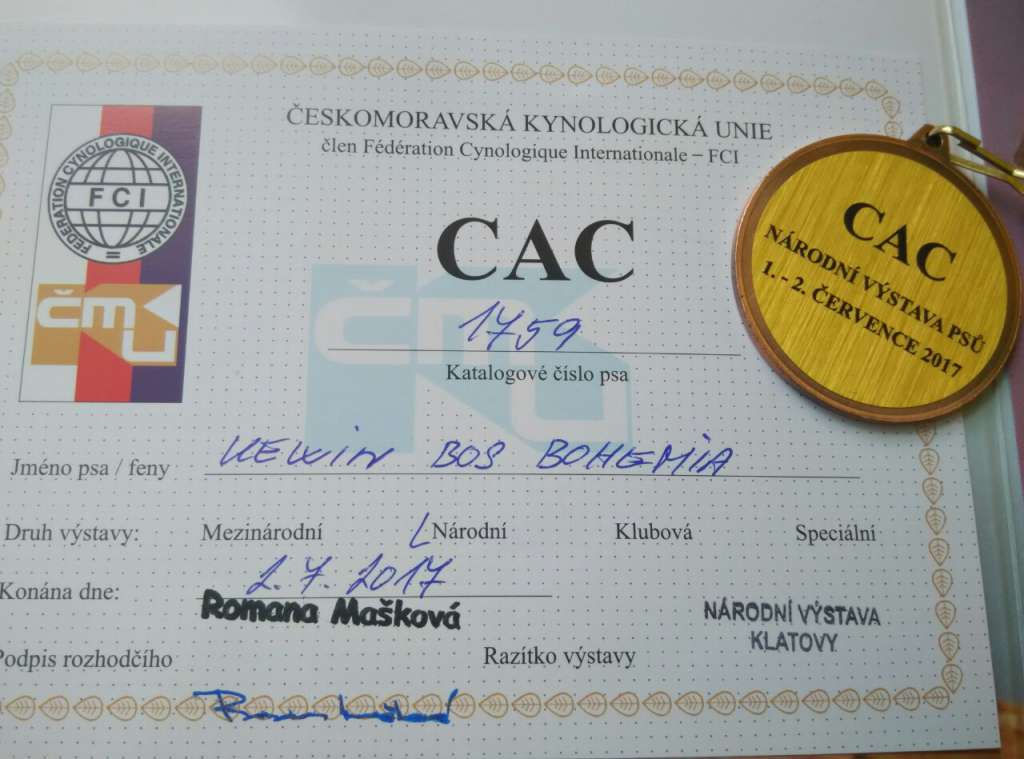 ČESKOMORAVSKÁ KYNOLOGICKÁ UNIE
člen Fédération Cynologique Internationale – FCI
FEDERATION CYNOLOGIQUE INTERNATIONALE
FCI
ČMKU
CAC
1759
Katalogové číslo psa
CAC
NÁRODNÍ VÝSTAVA PSŮ
1. - 2. ČERVENCE 2017
Jméno psa / feny KEWIN BOS BOHEMIA
Druh výstavy: Mezinárodní Národní Klubová Speciální
Konána dne: 2.7.2017
Romana Mašková
NÁRODNÍ VÝSTAVA
KLATOVY
Podpis rozhodčího Razítko výstavy